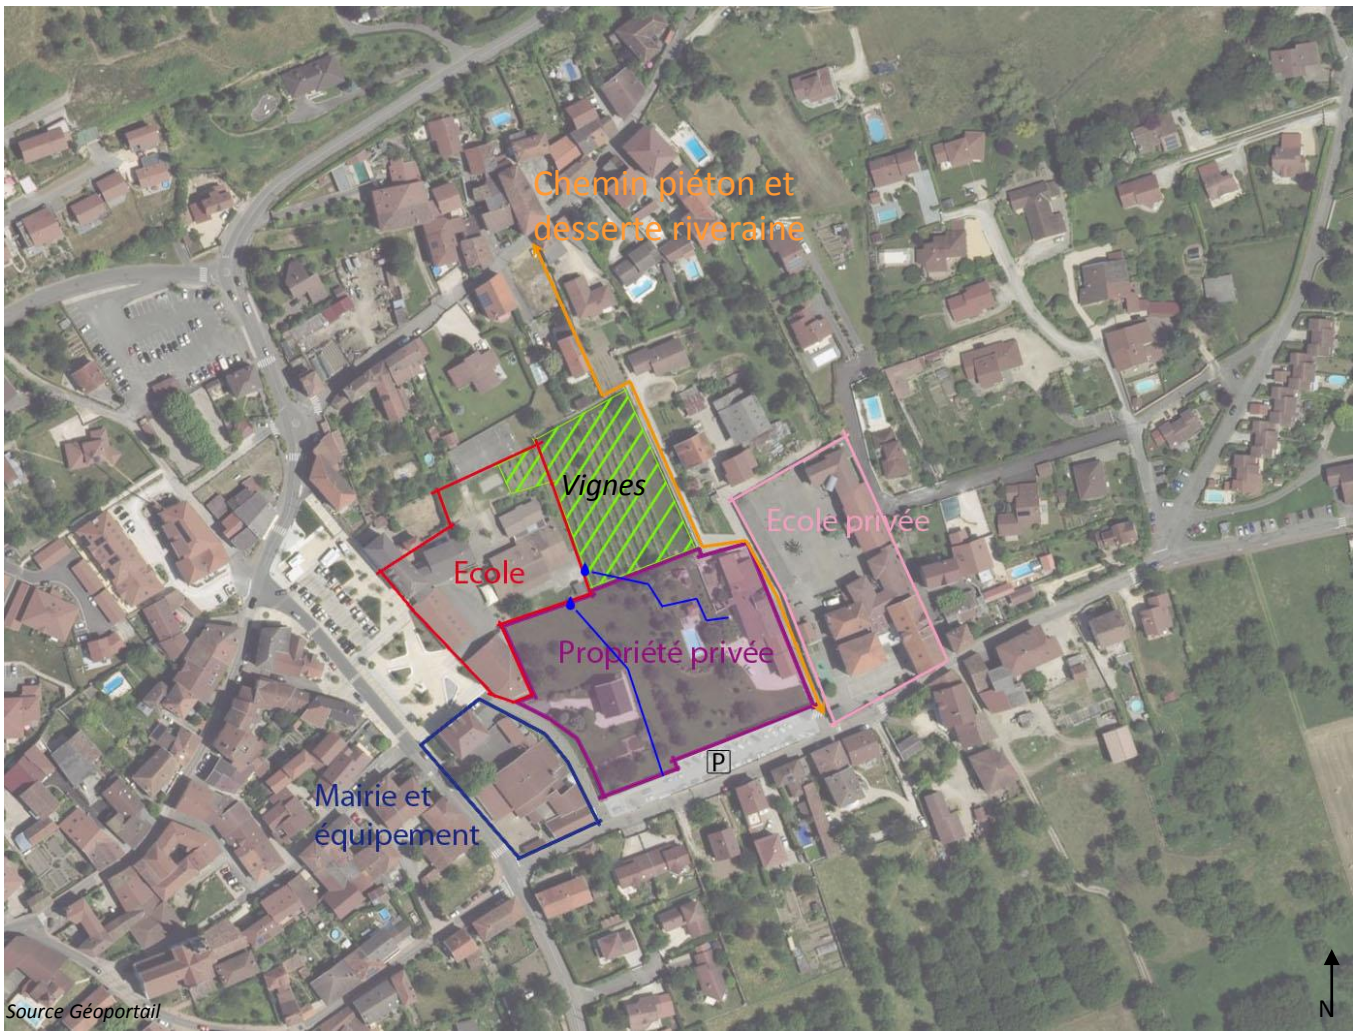 Chemin piéton et
desserte riveraine
Vignes
Ecole privée
Ecole
Propriété privée
P
Mairie et
équipement
Source Géoportail
N